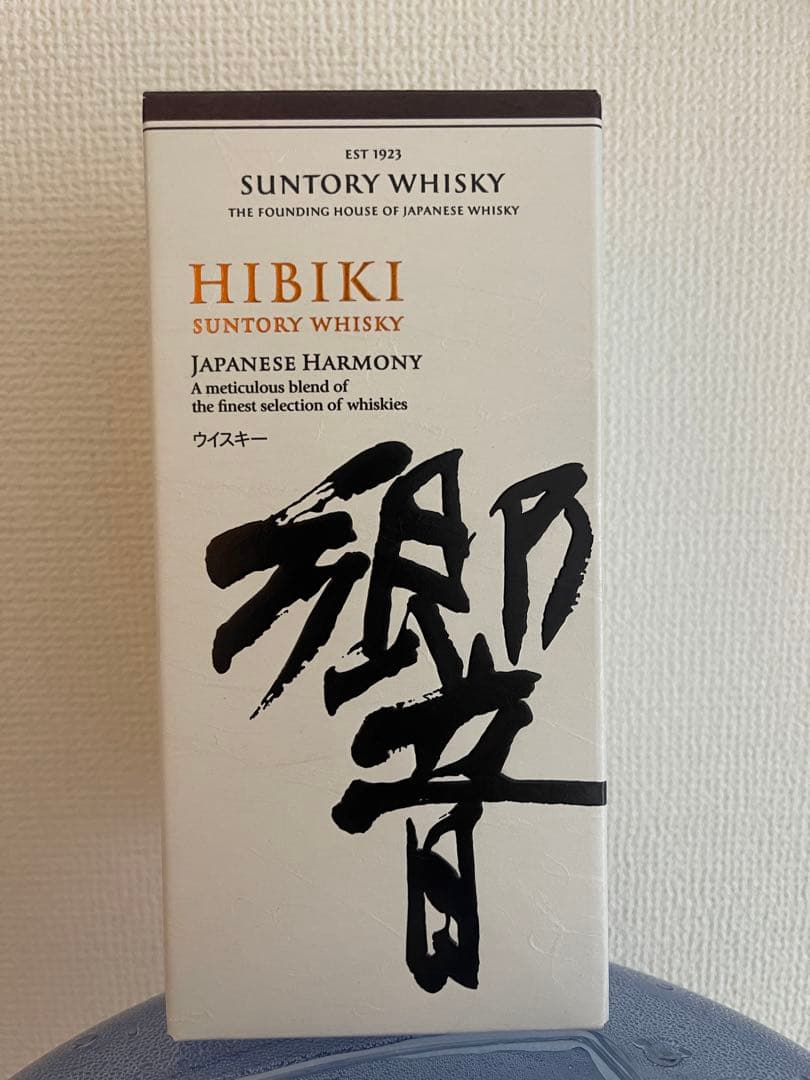 EST 1923
SUNTORY WHISKY
THE FOUNDING HOUSE OF JAPANESE WHISKY
HIBIKI
SUNTORY WHISKY
JAPANESE HARMONY
A meticulous blend of
the finest selection of whiskies
ウイスキー
響